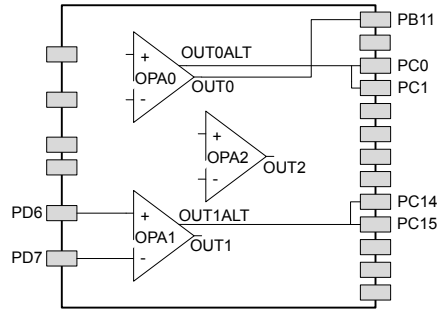 PB11
+
OUT0ALT
PC0
OPA0
OUT0
PC1
-
+
OPA2
OUT2
-
PC14
PD6
+
OUT1ALT
PC15
OPA1
OUT1
PD7
-